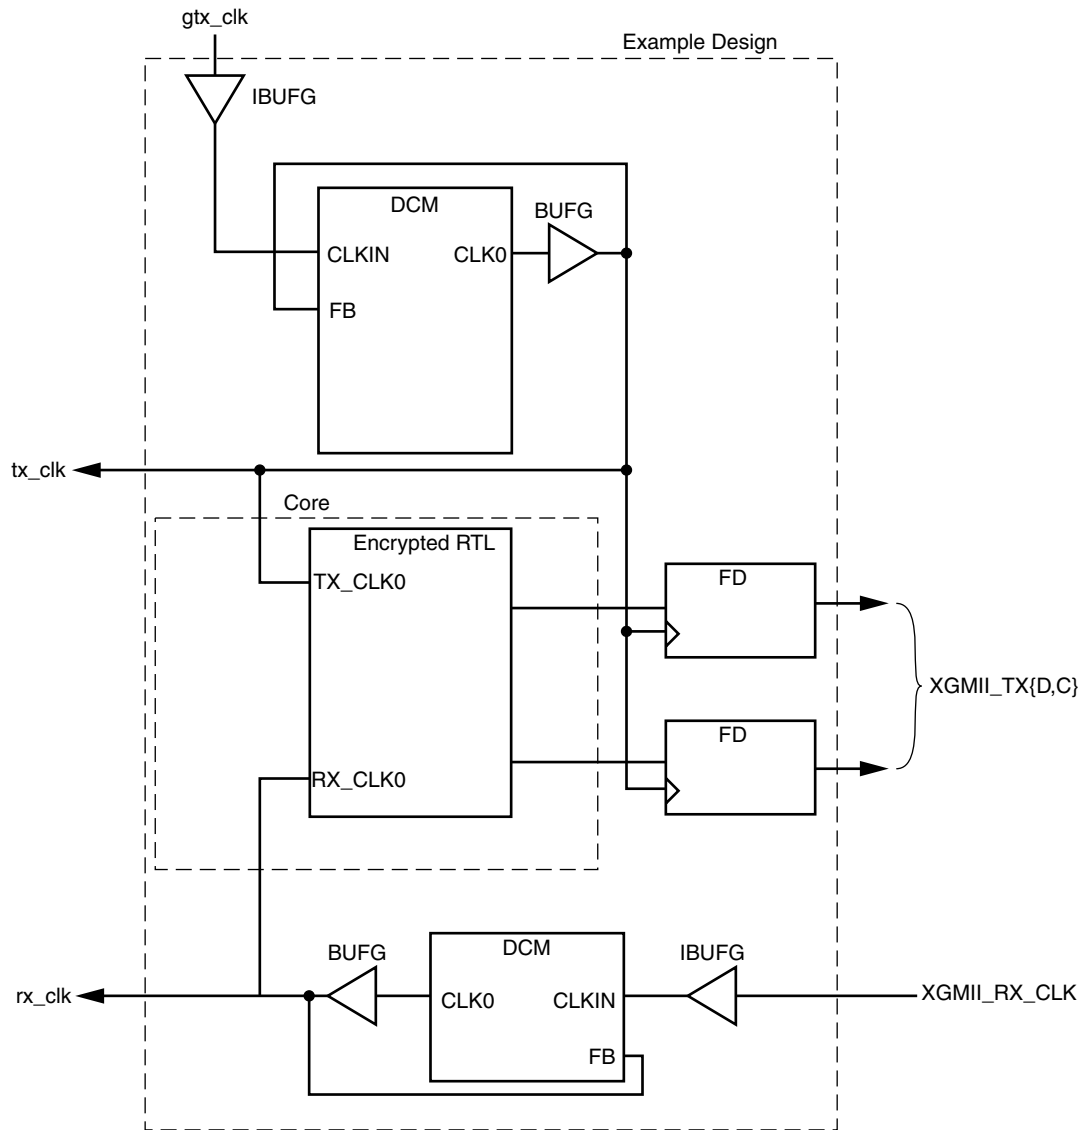 gtx_clk
Example Design
IBUFG
DCM
BUFG
CLKIN
CLK0
FB
tx_clk
Core
Encrypted RTL
TX_CLK0
FD
XGMII_TX{D,C}
FD
RX_CLK0
BUFG
DCM
IBUFG
rx_clk
CLK0
CLKIN
XGMII_RX_CLK
FB